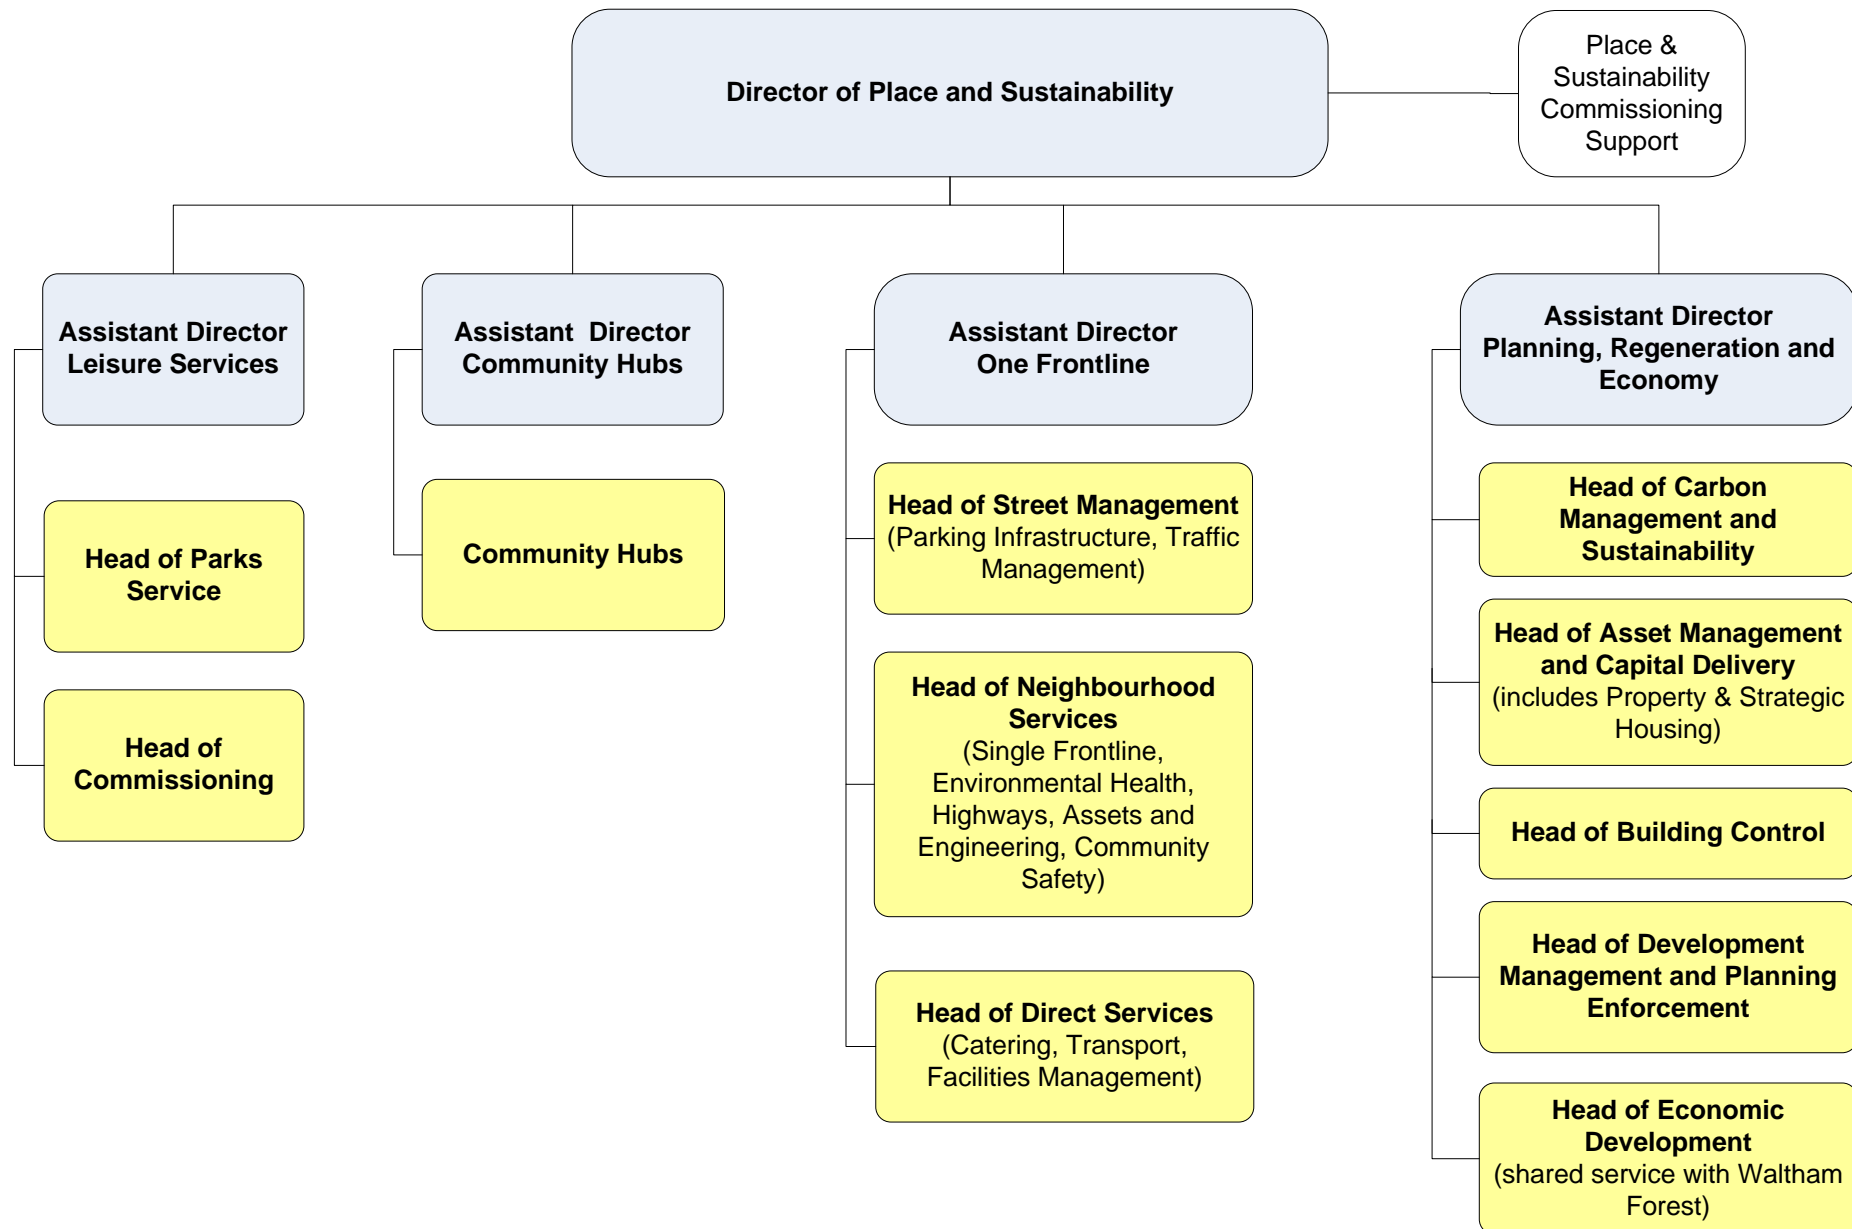 Director of Place and Sustainability
Place &
Sustainability
Commissioning
Support
Assistant Director
Leisure Services
Assistant  Director
Community Hubs
Assistant Director
One Frontline
Assistant Director
Planning, Regeneration and
Economy
Head of Parks
Service
Head of
Commissioning
Community Hubs
Head of Street Management
(Parking Infrastructure, Traffic
Management)
Head of Neighbourhood
Services
(Single Frontline,
Environmental Health,
Highways, Assets and
Engineering, Community
Safety)
Head of Direct Services
(Catering, Transport,
Facilities Management)
Head of Carbon
Management and
Sustainability
Head of Asset Management
and Capital Delivery
(includes Property & Strategic
Housing)
Head of Building Control
Head of Development
Management and Planning
Enforcement
Head of Economic
Development
(shared service with Waltham
Forest)